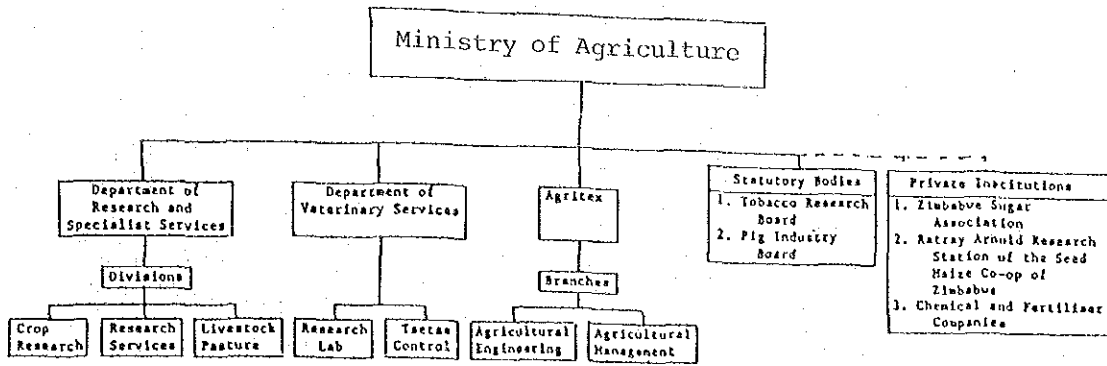 Ministry of Agriculture
Department of
Research and
Specialist Services
Department of
Veterinary Services
Agritex
Statutory Bodies
1. Tobacco Research
Board
2. Pig Industry
Board
Private Institutions
1. Zimbabwe Sugar
Association
2. Ratray Arnold Research
Station of the Seed
Maize Co-op of
Zimbabwe
3. Chemical and Fertiliser
Companies
Divisions
Branches
Crop
Research
Research
Services
Livestock
Pasture
Research
Lab
Tsetse
Control
Agricultural
Engineering
Agricultural
Management